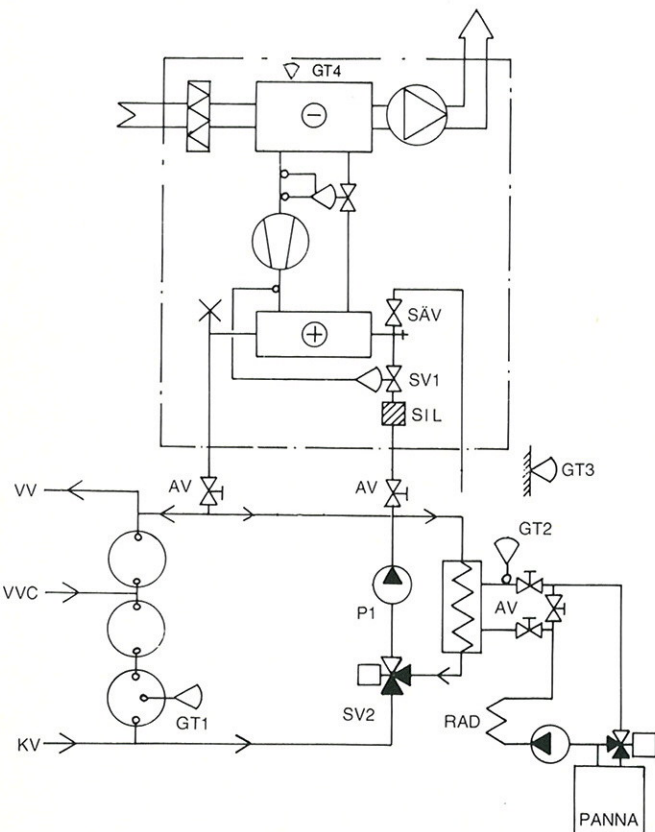 GT4
SÄV
SV1
SIL
GT3
VV
AV
AV
GT2
VVC
P1
AV
GT1
SV2
RAD
KV
PANNA